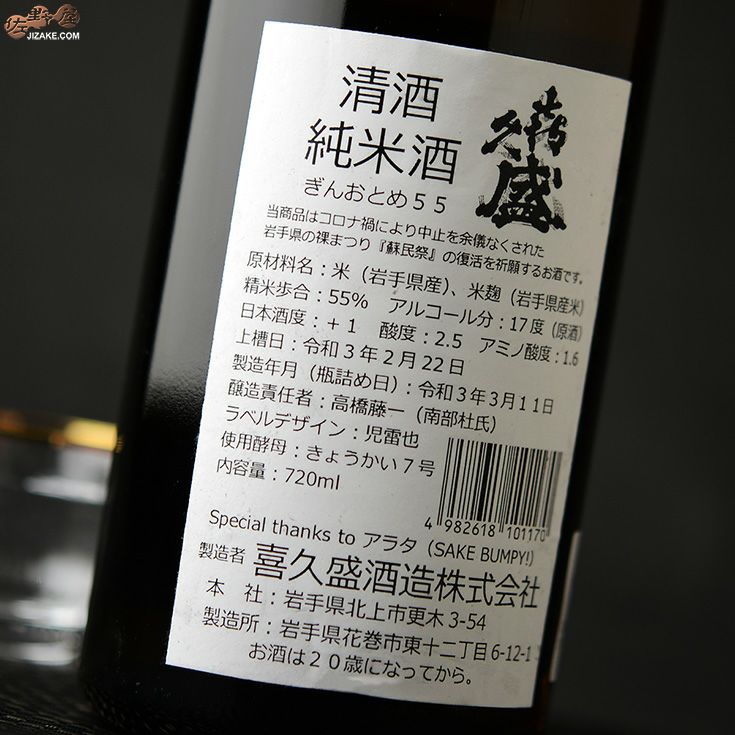 佐野屋
JIZAKE.COM
清酒
純米酒
喜久盛
ぎんおとめ５５
当商品はコロナ禍により中止を余儀なくされた
岩手県の裸まつり『蘇民祭』の復活を祈願するお酒です。
原材料名：米（岩手県産）、米麹（岩手県産米）
精米歩合：55%　アルコール分：17度（原酒）
日本酒度：＋１　酸度：2.5　アミノ酸度：1.6
上槽日：令和３年２月22日
製造年月（瓶詰め日）：令和３年３月１１日
醸造責任者：高橋藤一（南部杜氏）
ラベルデザイン：児雷也
使用酵母：きょうかい７号
内容量：720ml
4 982618 101170
Special thanks to アラタ（SAKE BUMPY!）
製造者 喜久盛酒造株式会社
本　社：岩手県北上市更木3-54
製造所：岩手県花巻市東十二丁目6-12-1
お酒は２０歳になってから。